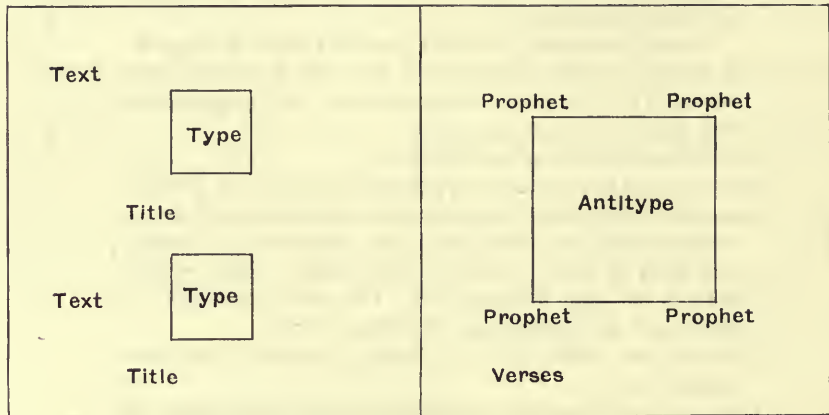 Text
Type
Title
Text
Type
Title
Prophet Prophet
Antitype
Prophet Prophet
Verses